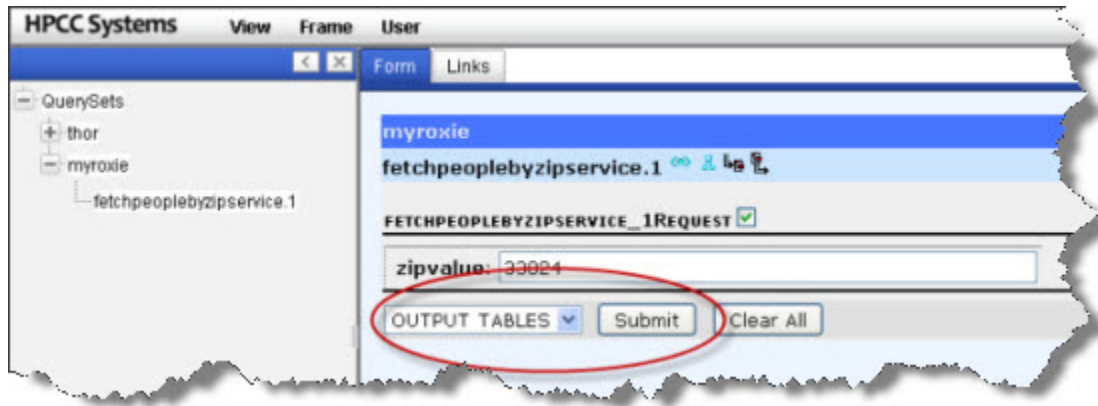 HPCC Systems View Frame User
Form Links
QuerySets
thor
myroxie
fetchpeoplebyzipservice.1
myroxie
fetchpeoplebyzipservice.1
FETCHPEOPLEBYZIPSERVICE_1REQUEST
zipvalue: 33024
OUTPUT TABLES Submit Clear All